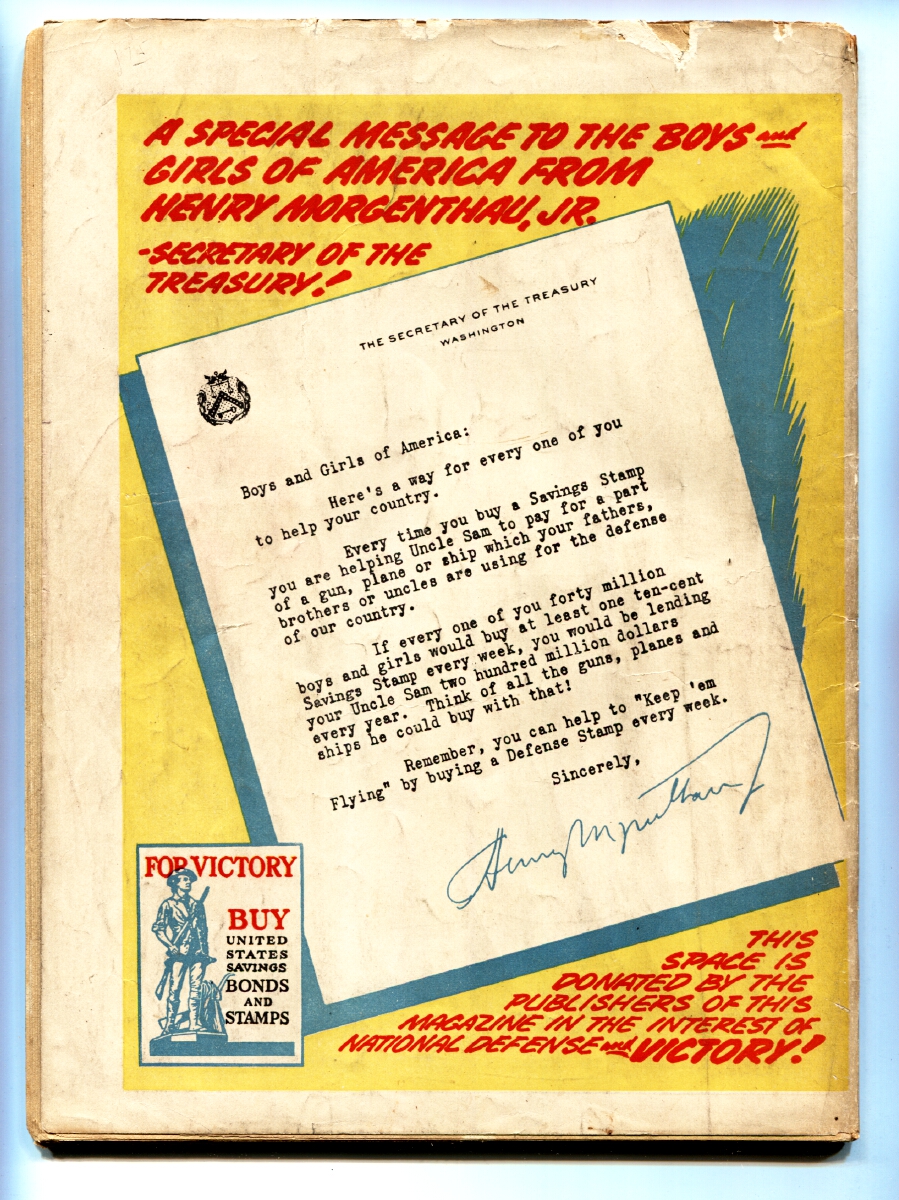 A SPECIAL MESSAGE TO THE BOYS and
GIRLS OF AMERICA FROM
HENRY MORGENTHAU, JR.
-SECRETARY OF THE
TREASURY!
THE SECRETARY OF THE TREASURY
WASHINGTON
Boys and Girls of America:
Here's a way for every one of you
to help your country.
Every time you buy a Savings Stamp
you are helping Uncle Sam to pay for a part
of a gun, plane or ship which your fathers,
brothers or uncles are using for the defense
of our country.
If every one of you forty million
boys and girls would buy at least one ten-cent
Savings Stamp every week, you would be lending
your Uncle Sam two hundred million dollars
every year. Think of all the guns, planes and
ships he could buy with that!
Remember, you can help to "Keep 'em
Flying" by buying a Defense Stamp every week.
Sincerely,
Henry Morgenthau Jr
FOR VICTORY
BUY
UNITED
STATES
SAVINGS
BONDS
AND
STAMPS
THIS
SPACE IS
DONATED BY THE
PUBLISHERS OF THIS
MAGAZINE IN THE INTEREST OF
NATIONAL DEFENSE and VICTORY!